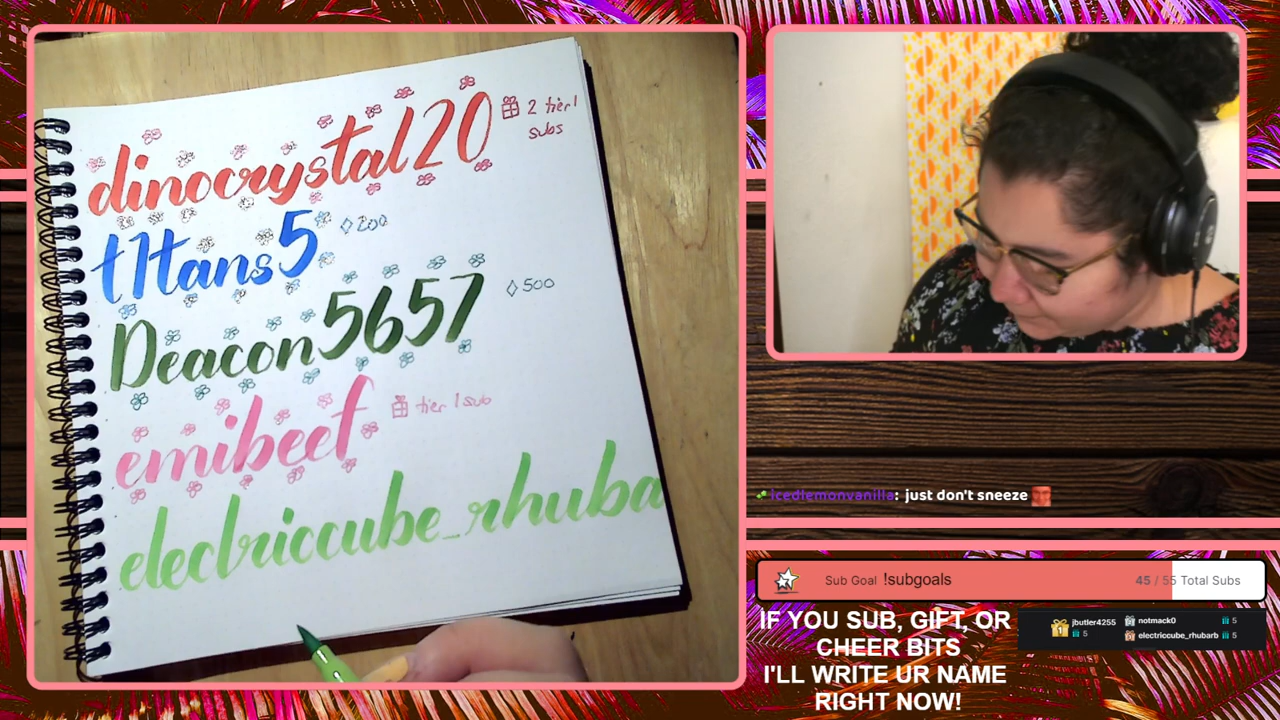 dinocrystal20
2 tier 1
subs
t1tans5
200
Deacon5657
500
emibeef
tier 1 sub
electriccube_rhuba
icedlemonvanilla: just don't sneeze
Sub Goal !subgoals 45 / 55 Total Subs
IF YOU SUB, GIFT, OR
CHEER BITS
I'LL WRITE UR NAME
RIGHT NOW!
1 jbutler4255 5
notmack0 5
electriccube_rhubarb 5